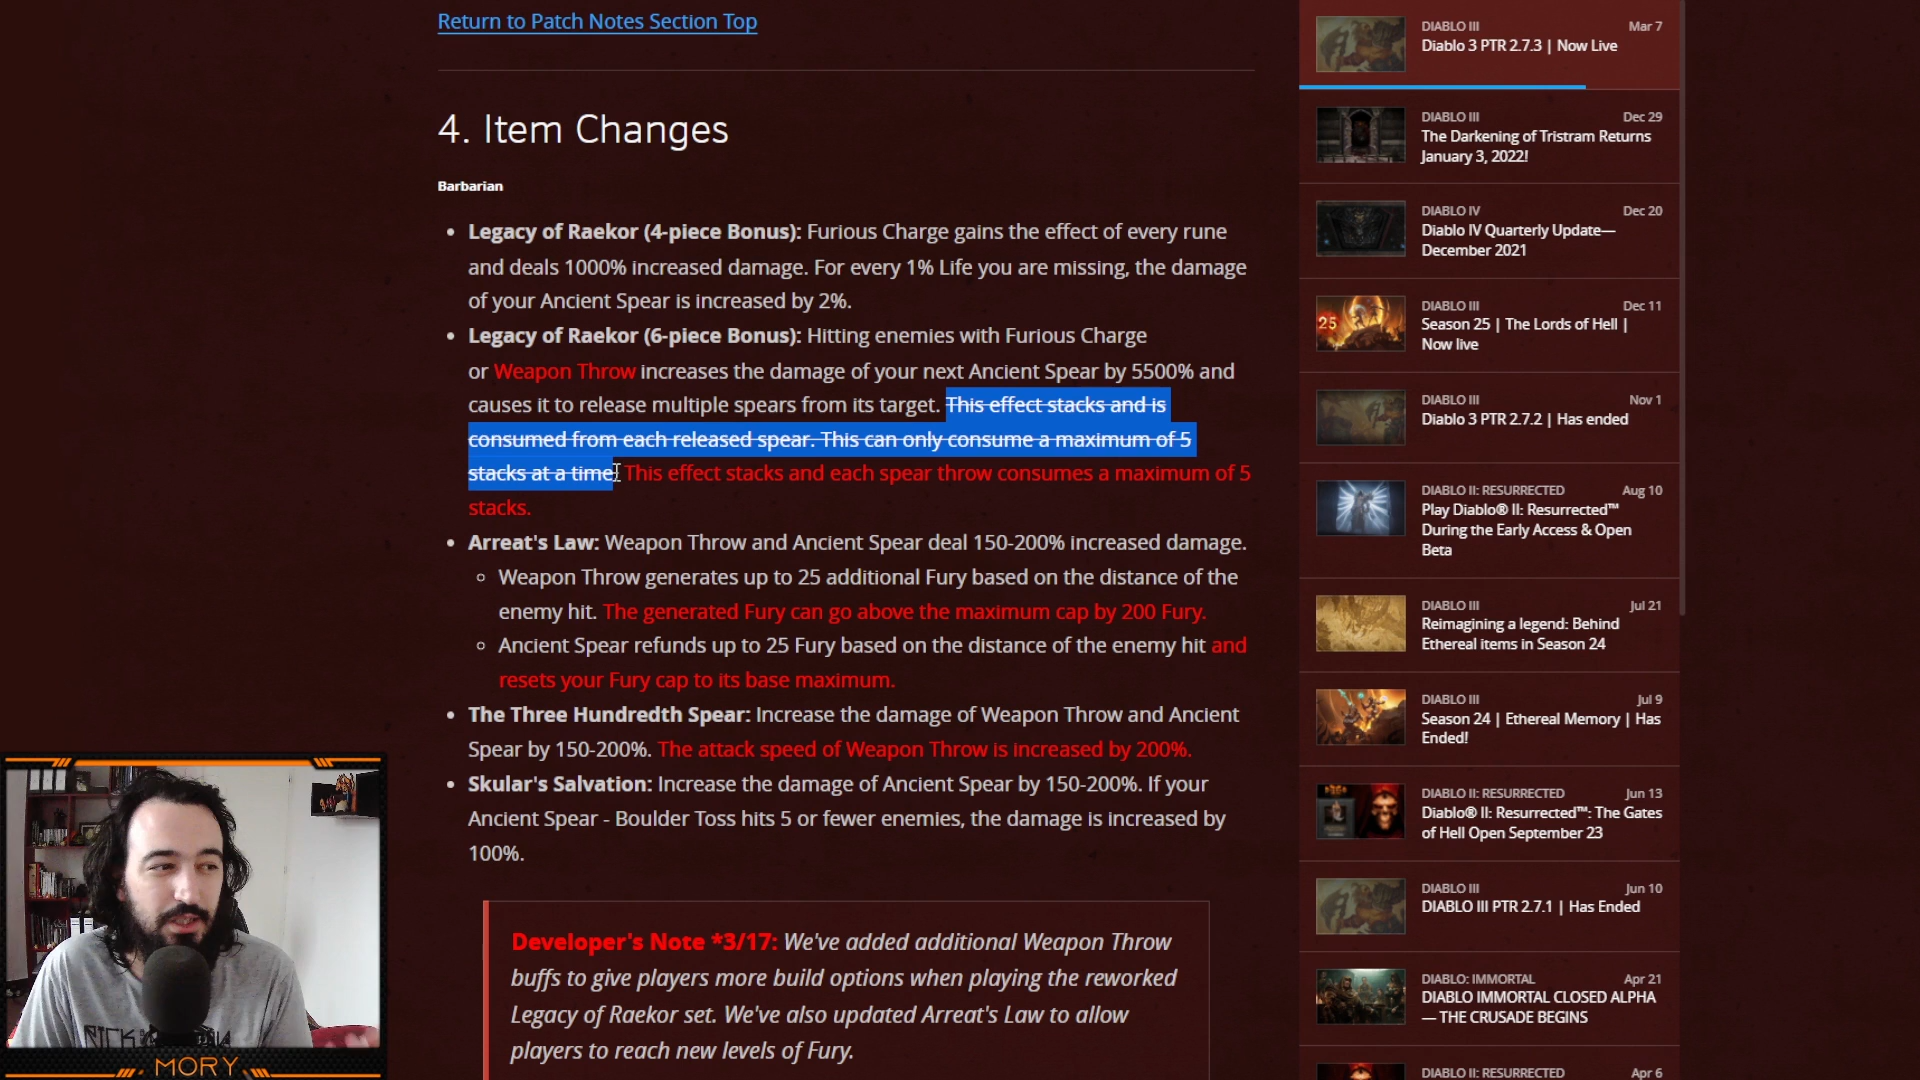 Return to Patch Notes Section Top
4. Item Changes
Barbarian
Legacy of Raekor (4-piece Bonus): Furious Charge gains the effect of every rune
and deals 1000% increased damage. For every 1% Life you are missing, the damage
of your Ancient Spear is increased by 2%.
Legacy of Raekor (6-piece Bonus): Hitting enemies with Furious Charge
or Weapon Throw increases the damage of your next Ancient Spear by 5500% and
causes it to release multiple spears from its target. This effect stacks and is
consumed from each released spear. This can only consume a maximum of 5
stacks at a time. This effect stacks and each spear throw consumes a maximum of 5
stacks.
Arreat's Law: Weapon Throw and Ancient Spear deal 150-200% increased damage.
Weapon Throw generates up to 25 additional Fury based on the distance of the
enemy hit. The generated Fury can go above the maximum cap by 200 Fury.
Ancient Spear refunds up to 25 Fury based on the distance of the enemy hit and
resets your Fury cap to its base maximum.
The Three Hundredth Spear: Increase the damage of Weapon Throw and Ancient
Spear by 150-200%. The attack speed of Weapon Throw is increased by 200%.
Skular's Salvation: Increase the damage of Ancient Spear by 150-200%. If your
Ancient Spear - Boulder Toss hits 5 or fewer enemies, the damage is increased by
100%.
Developer's Note *3/17: We've added additional Weapon Throw
buffs to give players more build options when playing the reworked
Legacy of Raekor set. We've also updated Arreat's Law to allow
players to reach new levels of Fury.
DIABLO III Mar 7
Diablo 3 PTR 2.7.3 | Now Live
DIABLO III Dec 29
The Darkening of Tristram Returns
January 3, 2022!
DIABLO IV Dec 20
Diablo IV Quarterly Update—
December 2021
DIABLO III Dec 11
Season 25 | The Lords of Hell |
Now live
25
DIABLO III Nov 1
Diablo 3 PTR 2.7.2 | Has ended
DIABLO II: RESURRECTED Aug 10
Play Diablo® II: Resurrected™
During the Early Access & Open
Beta
DIABLO III Jul 21
Reimagining a legend: Behind
Ethereal items in Season 24
DIABLO III Jul 9
Season 24 | Ethereal Memory | Has
Ended!
DIABLO II: RESURRECTED Jun 13
Diablo® II: Resurrected™: The Gates
of Hell Open September 23
DIABLO III Jun 10
DIABLO III PTR 2.7.1 | Has Ended
DIABLO: IMMORTAL Apr 21
DIABLO IMMORTAL CLOSED ALPHA
— THE CRUSADE BEGINS
DIABLO II: RESURRECTED Apr 6
MORY